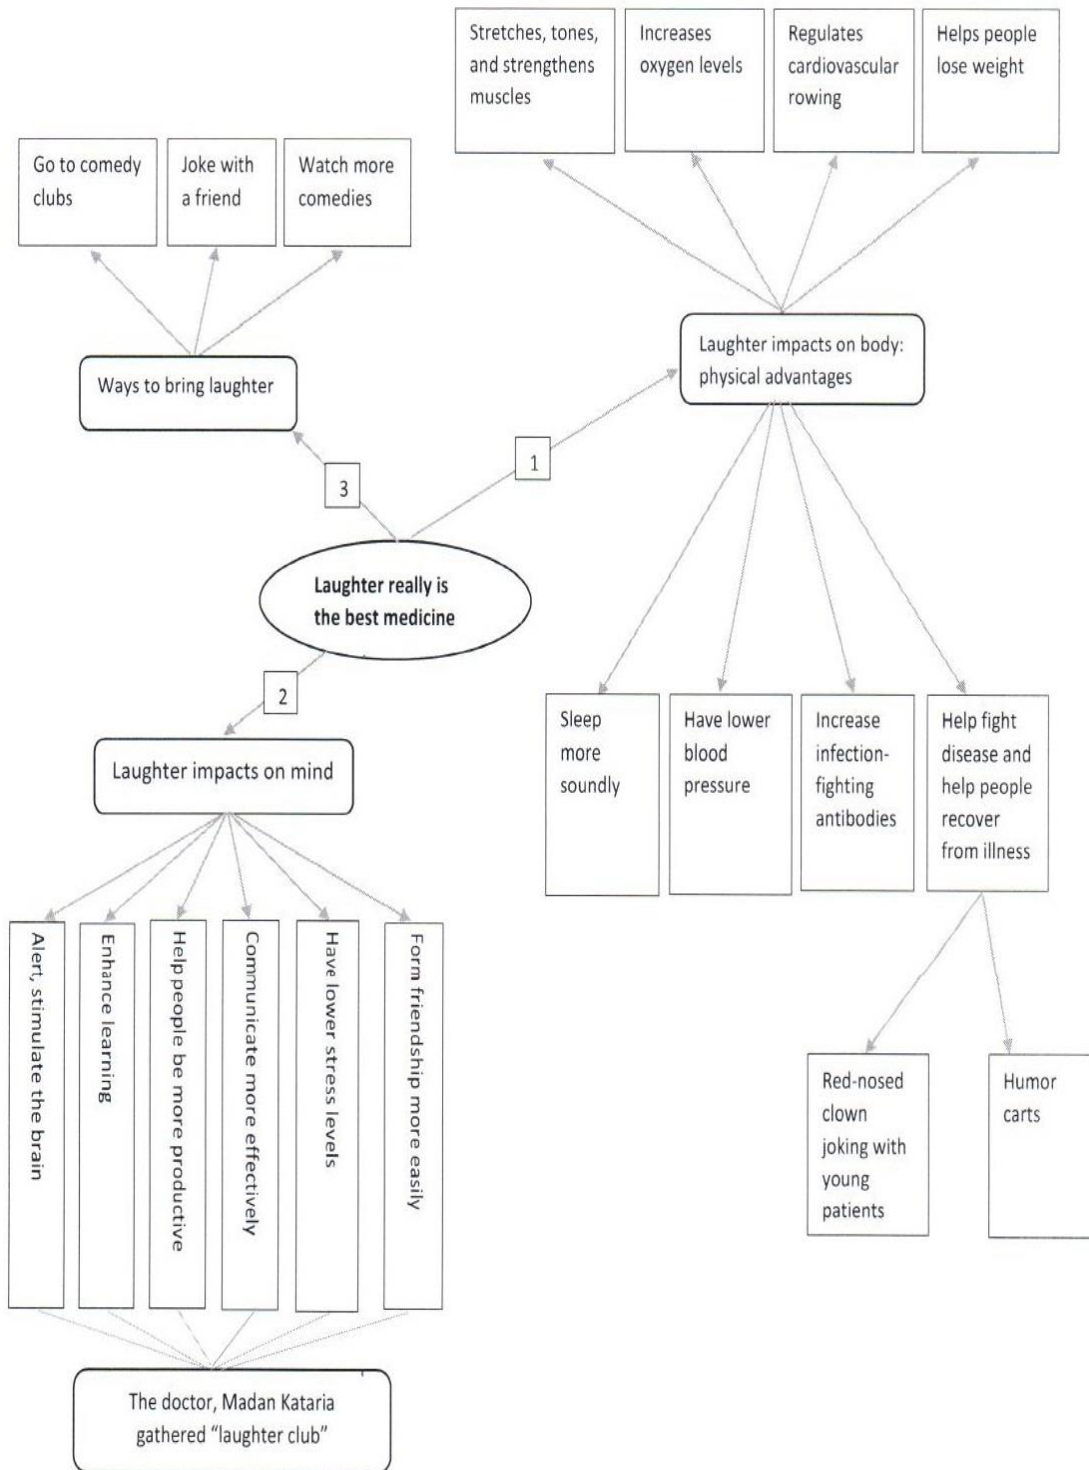 Stretches, tones,
and strengthens
muscles
Increases
oxygen levels
Regulates
cardiovascular
rowing
Helps people
lose weight
Go to comedy
clubs
Joke with
a friend
Watch more
comedies
Ways to bring laughter
Laughter impacts on body:
physical advantages
1
3
Laughter really is
the best medicine
2
Laughter impacts on mind
Sleep
more
soundly
Have lower
blood
pressure
Increase
infection-
fighting
antibodies
Help fight
disease and
help people
recover
from illness
Alert, stimulate the brain
Enhance learning
Help people be more productive
Communicate more effectively
Have lower stress levels
Form friendship more easily
Red-nosed
clown
joking with
young
patients
Humor
carts
The doctor, Madan Kataria
gathered “laughter club”